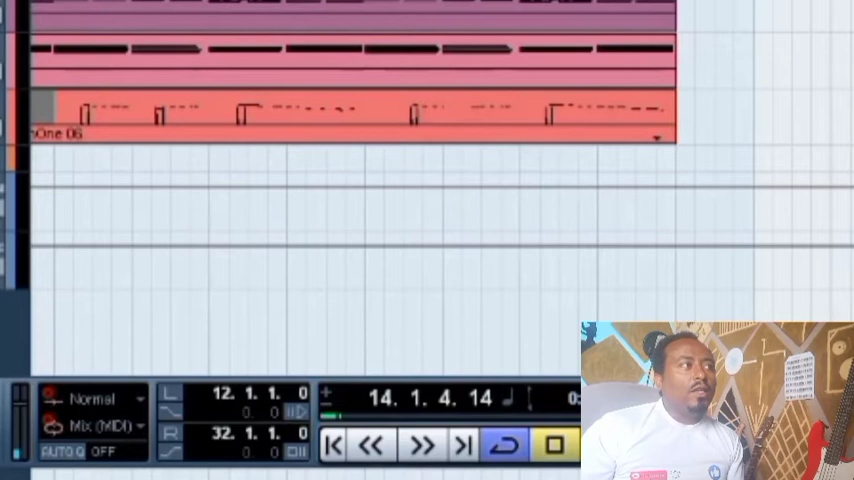 One 06
Normal
Mix (MIDI)
AUTO Q OFF
L 12. 1. 1. 0
0. 0
R 32. 1. 1. 0
0. 0
14. 1. 4. 14